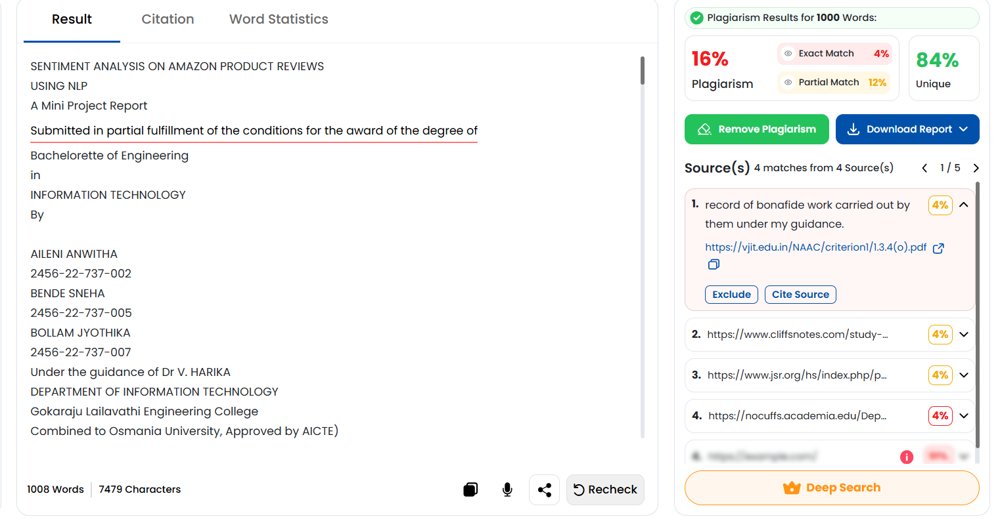 Result
Citation
Word Statistics
SENTIMENT ANALYSIS ON AMAZON PRODUCT REVIEWS
USING NLP
A Mini Project Report
Submitted in partial fulfillment of the conditions for the award of the degree of
Bachelorette of Engineering
in
INFORMATION TECHNOLOGY
By
AILENI ANWITHA
2456-22-737-002
BENDE SNEHA
2456-22-737-005
BOLLAM JYOTHIKA
2456-22-737-007
Under the guidance of Dr V. HARIKA
DEPARTMENT OF INFORMATION TECHNOLOGY
Gokaraju Lailavathi Engineering College
Combined to Osmania University, Approved by AICTE)
1008 Words
7479 Characters
Recheck
Plagiarism Results for 1000 Words:
16%
Plagiarism
Exact Match 4%
Partial Match 12%
84%
Unique
Remove Plagiarism
Download Report
Source(s) 4 matches from 4 Source(s)
1 / 5
1. record of bonafide work carried out by 4%
them under my guidance.
https://vjit.edu.in/NAAC/criterion1/1.3.4(o).pdf
Exclude
Cite Source
2. https://www.cliffsnotes.com/study-... 4%
3. https://www.jsr.org/hs/index.php/p... 4%
4. https://nocuffs.academia.edu/Dep... 4%
https://example.com/
Deep Search